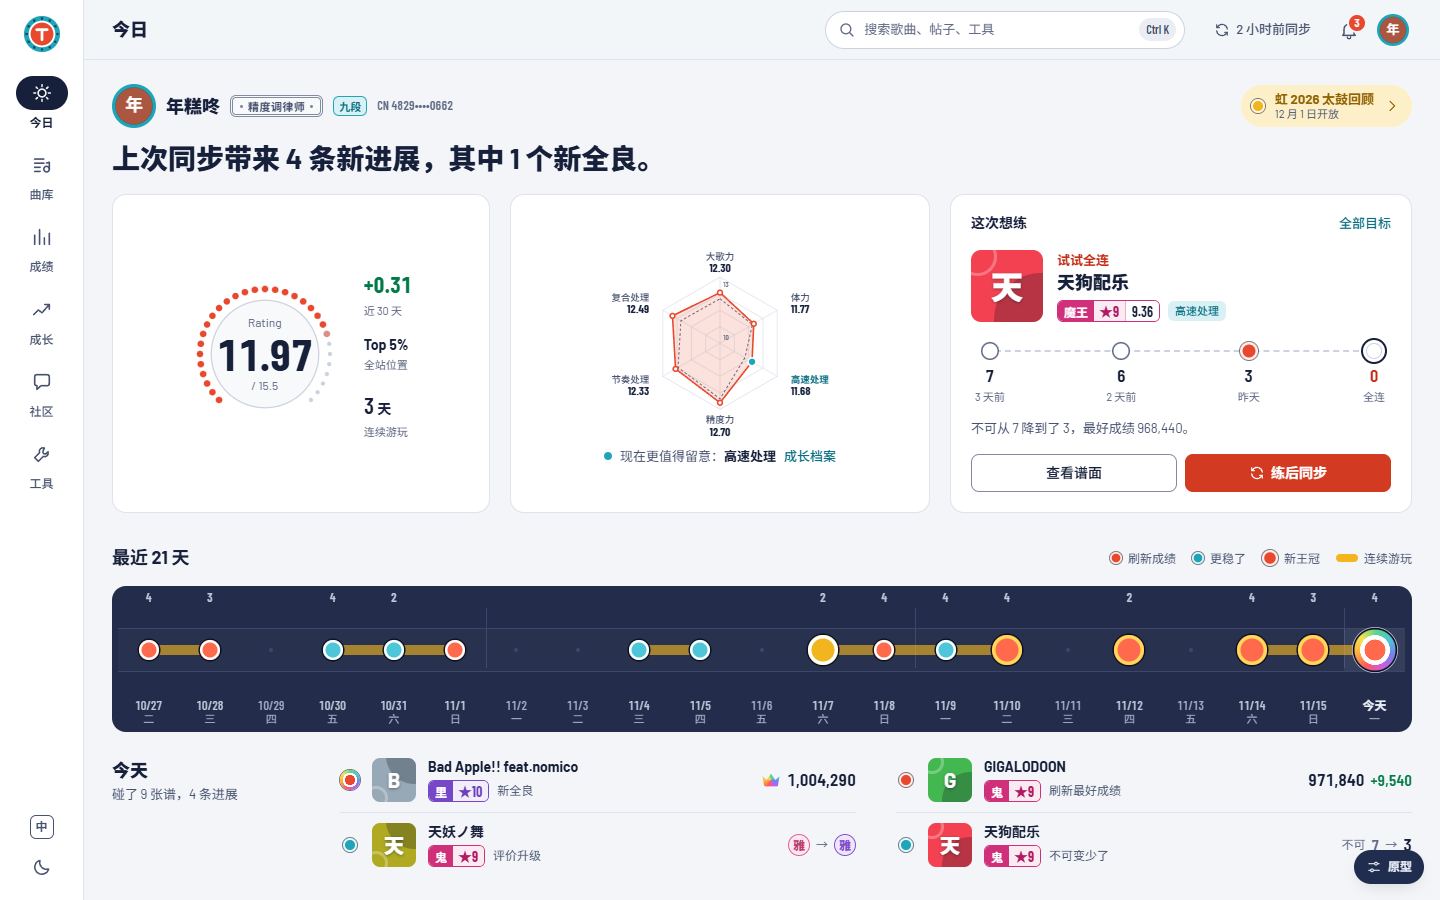 T
今日
曲库
成绩
成长
社区
工具
中
今日
搜索歌曲、帖子、工具
Ctrl K
2 小时前同步
3
年
年
年糕咚
• 精度调律师 •
九段
CN 4829••••0662
虹 2026 太鼓回顾
12 月 1 日开放
上次同步带来 4 条新进展，其中 1 个新全良。
Rating
11.97
/ 15.5
+0.31
近 30 天
Top 5%
全站位置
3 天
连续游玩
大歌力
12.30
13
10
复合处理
12.49
体力
11.77
节奏处理
12.33
高速处理
11.68
精度力
12.70
现在更值得留意：高速处理 成长档案
这次想练
全部目标
天
试试全连
天狗配乐
魔王 ★9 9.36
高速处理
7
6
3
0
3 天前
2 天前
昨天
全连
不可从 7 降到了 3，最好成绩 968,440。
查看谱面
练后同步
最近 21 天
刷新成绩
更稳了
新王冠
连续游玩
4 3 4 2 2 4 4 4 2 4 3 4
10/27 10/28 10/29 10/30 10/31 11/1 11/2 11/3 11/4 11/5 11/6 11/7 11/8 11/9 11/10 11/11 11/12 11/13 11/14 11/15 今天
二 三 四 五 六 日 一 二 三 四 五 六 日 一 二 三 四 五 六 日 一
今天
碰了 9 张谱，4 条进展
B
Bad Apple!! feat.nomico
里 ★10 新全良
1,004,290
G
GIGALODOON
鬼 ★9 刷新最好成绩
971,840 +9,540
天
天妖ノ舞
鬼 ★9 评价升级
雅 → 雅
天
天狗配乐
鬼 ★9 不可变少了
不可 7 → 3
原型